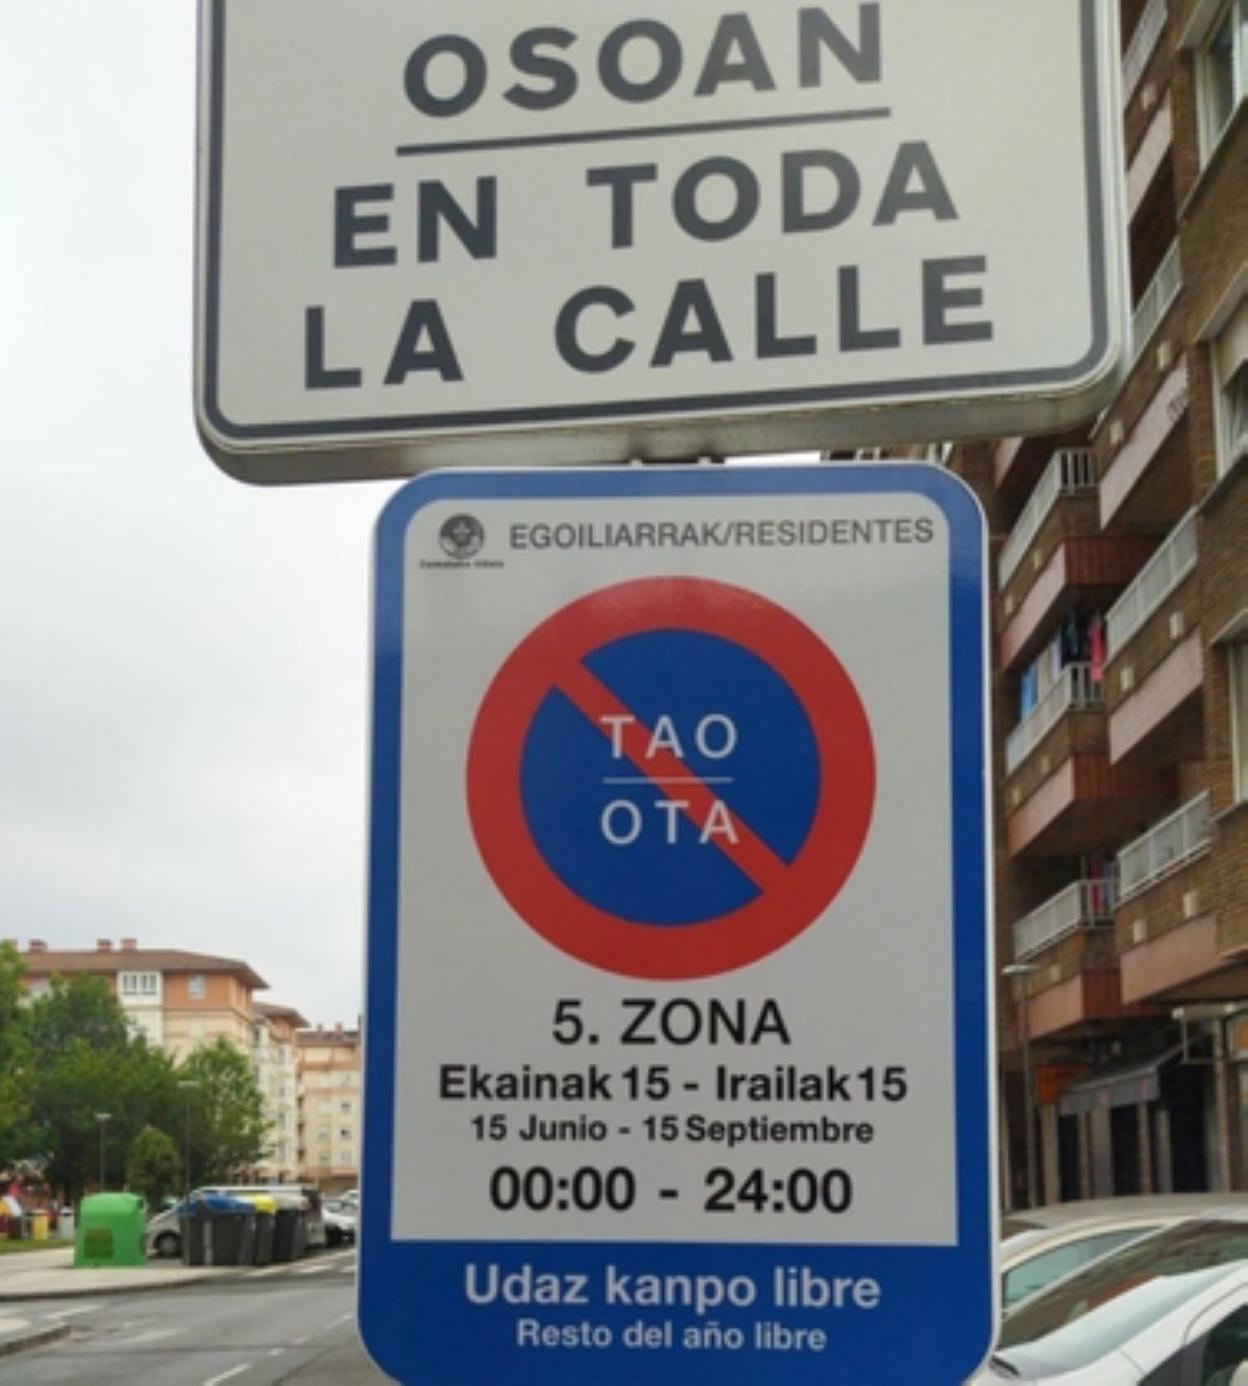 OSOAN
EN TODA
LA CALLE
EGOILIARRAK/RESIDENTES
TAO
OTA
5. ZONA
Ekainak 15 - Irailak 15
15 Junio - 15 Septiembre
00:00 - 24:00
Udaz kanpo libre
Resto del año libre